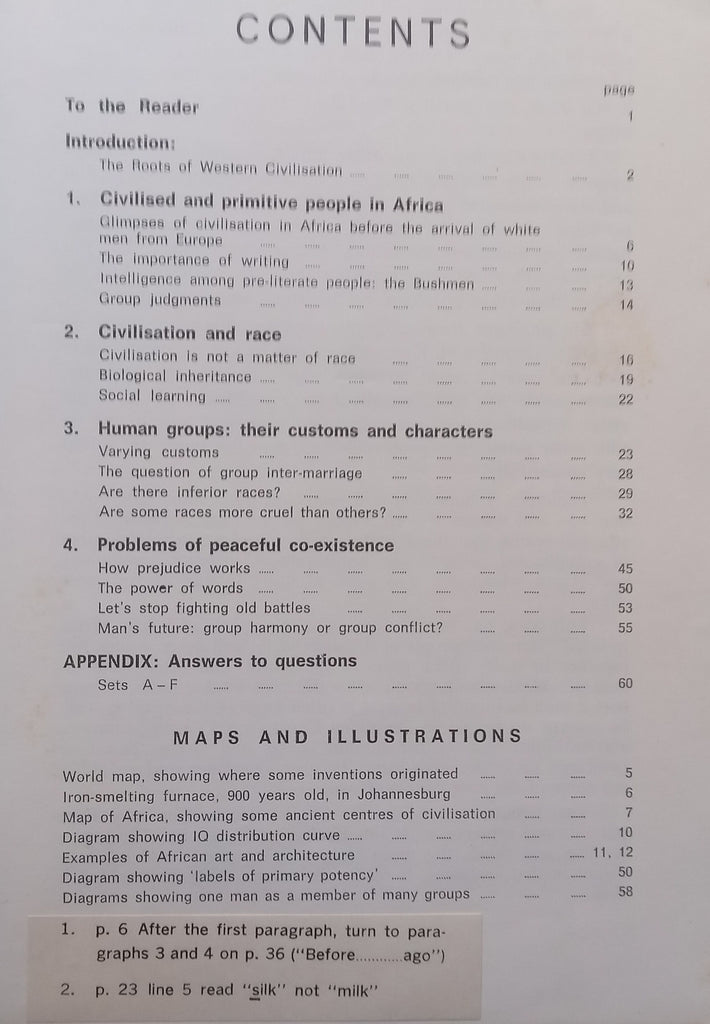 CONTENTS
page
To the Reader 1
Introduction:
The Roots of Western Civilisation ..... ..... ..... ..... ..... ..... 2
1. Civilised and primitive people in Africa
Glimpses of civilisation in Africa before the arrival of white
men from Europe ..... ..... ..... ..... ..... ..... ..... ..... 6
The importance of writing ..... ..... ..... ..... ..... ..... ..... 10
Intelligence among pre-literate people: the Bushmen ..... ..... ..... 13
Group judgments ..... ..... ..... ..... ..... ..... ..... ..... 14
2. Civilisation and race
Civilisation is not a matter of race ..... ..... ..... ..... ..... 16
Biological inheritance ..... ..... ..... ..... ..... ..... ..... ..... 19
Social learning ..... ..... ..... ..... ..... ..... ..... ..... ..... 22
3. Human groups: their customs and characters
Varying customs ..... ..... ..... ..... ..... ..... ..... ..... 23
The question of group inter-marriage ..... ..... ..... ..... ..... 28
Are there inferior races? ..... ..... ..... ..... ..... ..... ..... 29
Are some races more cruel than others? ..... ..... ..... ..... ..... 32
4. Problems of peaceful co-existence
How prejudice works ..... ..... ..... ..... ..... ..... ..... ..... 45
The power of words ..... ..... ..... ..... ..... ..... ..... ..... 50
Let's stop fighting old battles ..... ..... ..... ..... ..... ..... 53
Man's future: group harmony or group conflict? ..... ..... ..... 55
APPENDIX: Answers to questions
Sets A – F ..... ..... ..... ..... ..... ..... ..... ..... ..... 60
MAPS AND ILLUSTRATIONS
World map, showing where some inventions originated ..... ..... ..... 5
Iron-smelting furnace, 900 years old, in Johannesburg ..... ..... ..... 6
Map of Africa, showing some ancient centres of civilisation ..... ..... 7
Diagram showing IQ distribution curve ..... ..... ..... ..... ..... ..... 10
Examples of African art and architecture ..... ..... ..... ..... ..... 11, 12
Diagram showing 'labels of primary potency' ..... ..... ..... ..... ..... 50
Diagrams showing one man as a member of many groups ..... ..... ..... 58
1. p. 6 After the first paragraph, turn to para-
graphs 3 and 4 on p. 36 ("Before............ago")
2. p. 23 line 5 read "silk" not "milk"